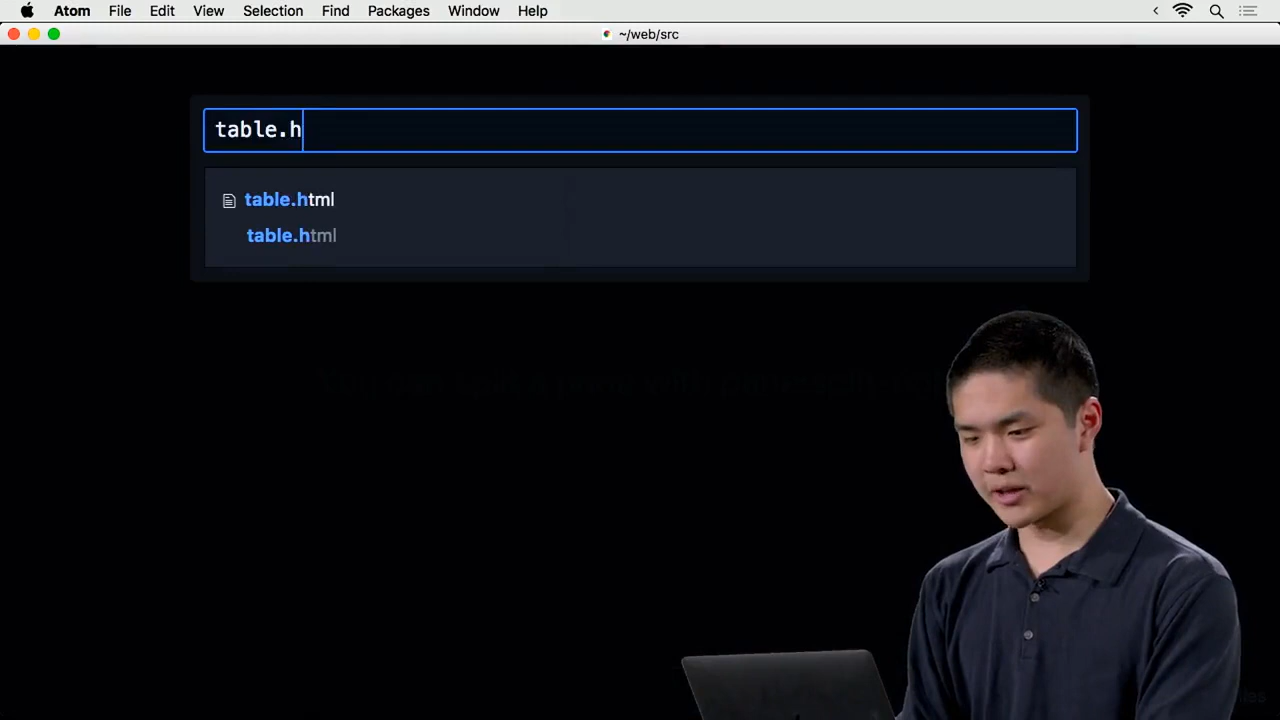 Atom File Edit View Selection Find Packages Window Help
~/web/src
table.h
table.html
table.html